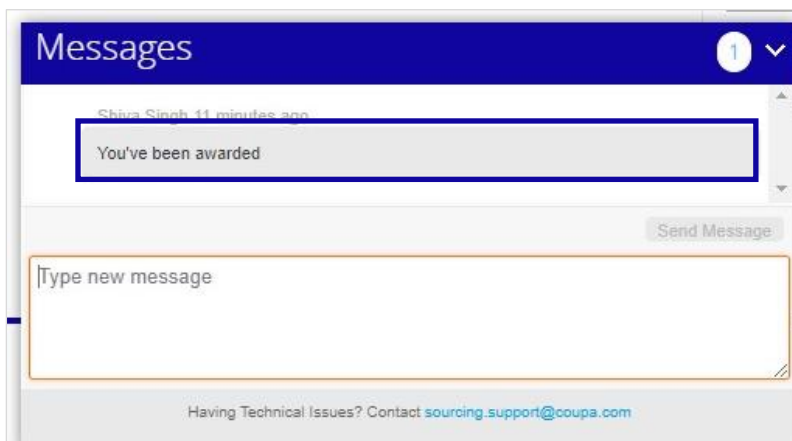 Messages
1
Shiva Singh 11 minutes ago
You've been awarded
Send Message
Type new message
Having Technical Issues? Contact sourcing.support@coupa.com